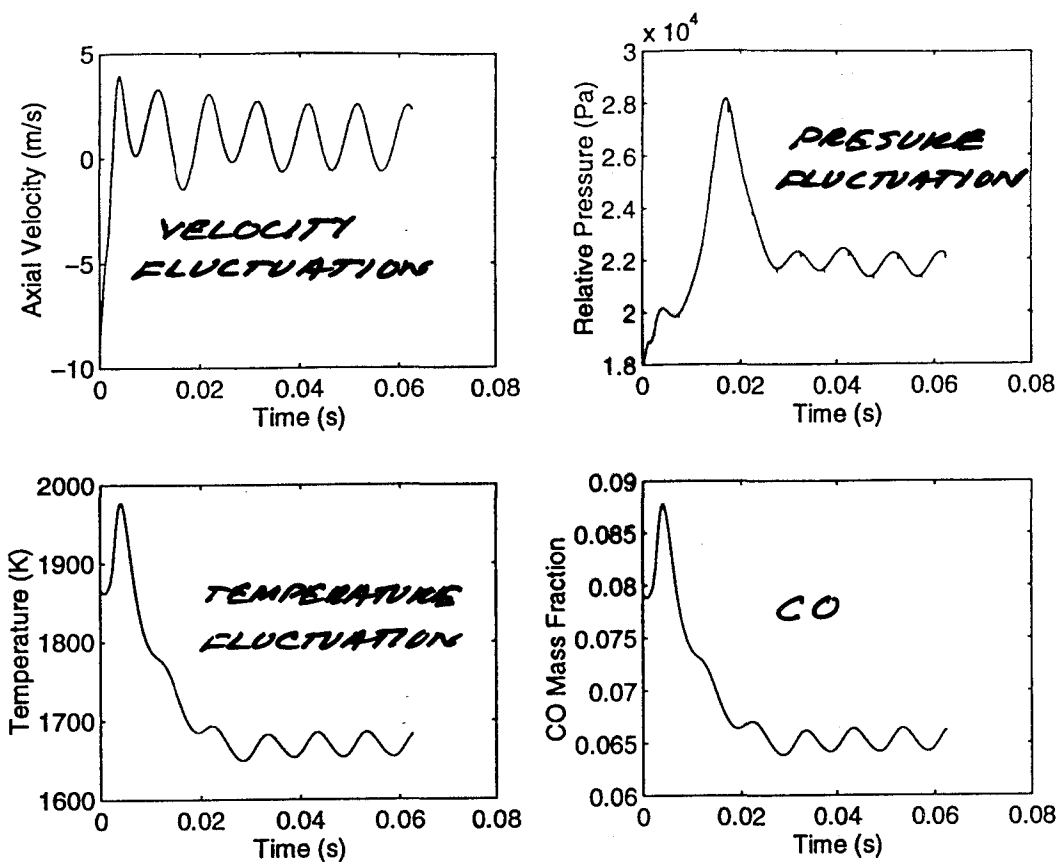 5
0
−5
−10
Axial Velocity (m/s)
VELOCITY
FLUCTUATION
0
0.02
0.04
0.06
0.08
Time (s)
x 10⁴
3
2.8
2.6
2.4
2.2
2
1.8
Relative Pressure (Pa)
PRESSURE
FLUCTUATION
0
0.02
0.04
0.06
0.08
Time (s)
2000
1900
1800
1700
1600
Temperature (K)
TEMPERATURE
FLUCTUATION
0
0.02
0.04
0.06
0.08
Time (s)
0.09
0.085
0.08
0.075
0.07
0.065
0.06
CO Mass Fraction
CO
0
0.02
0.04
0.06
0.08
Time (s)